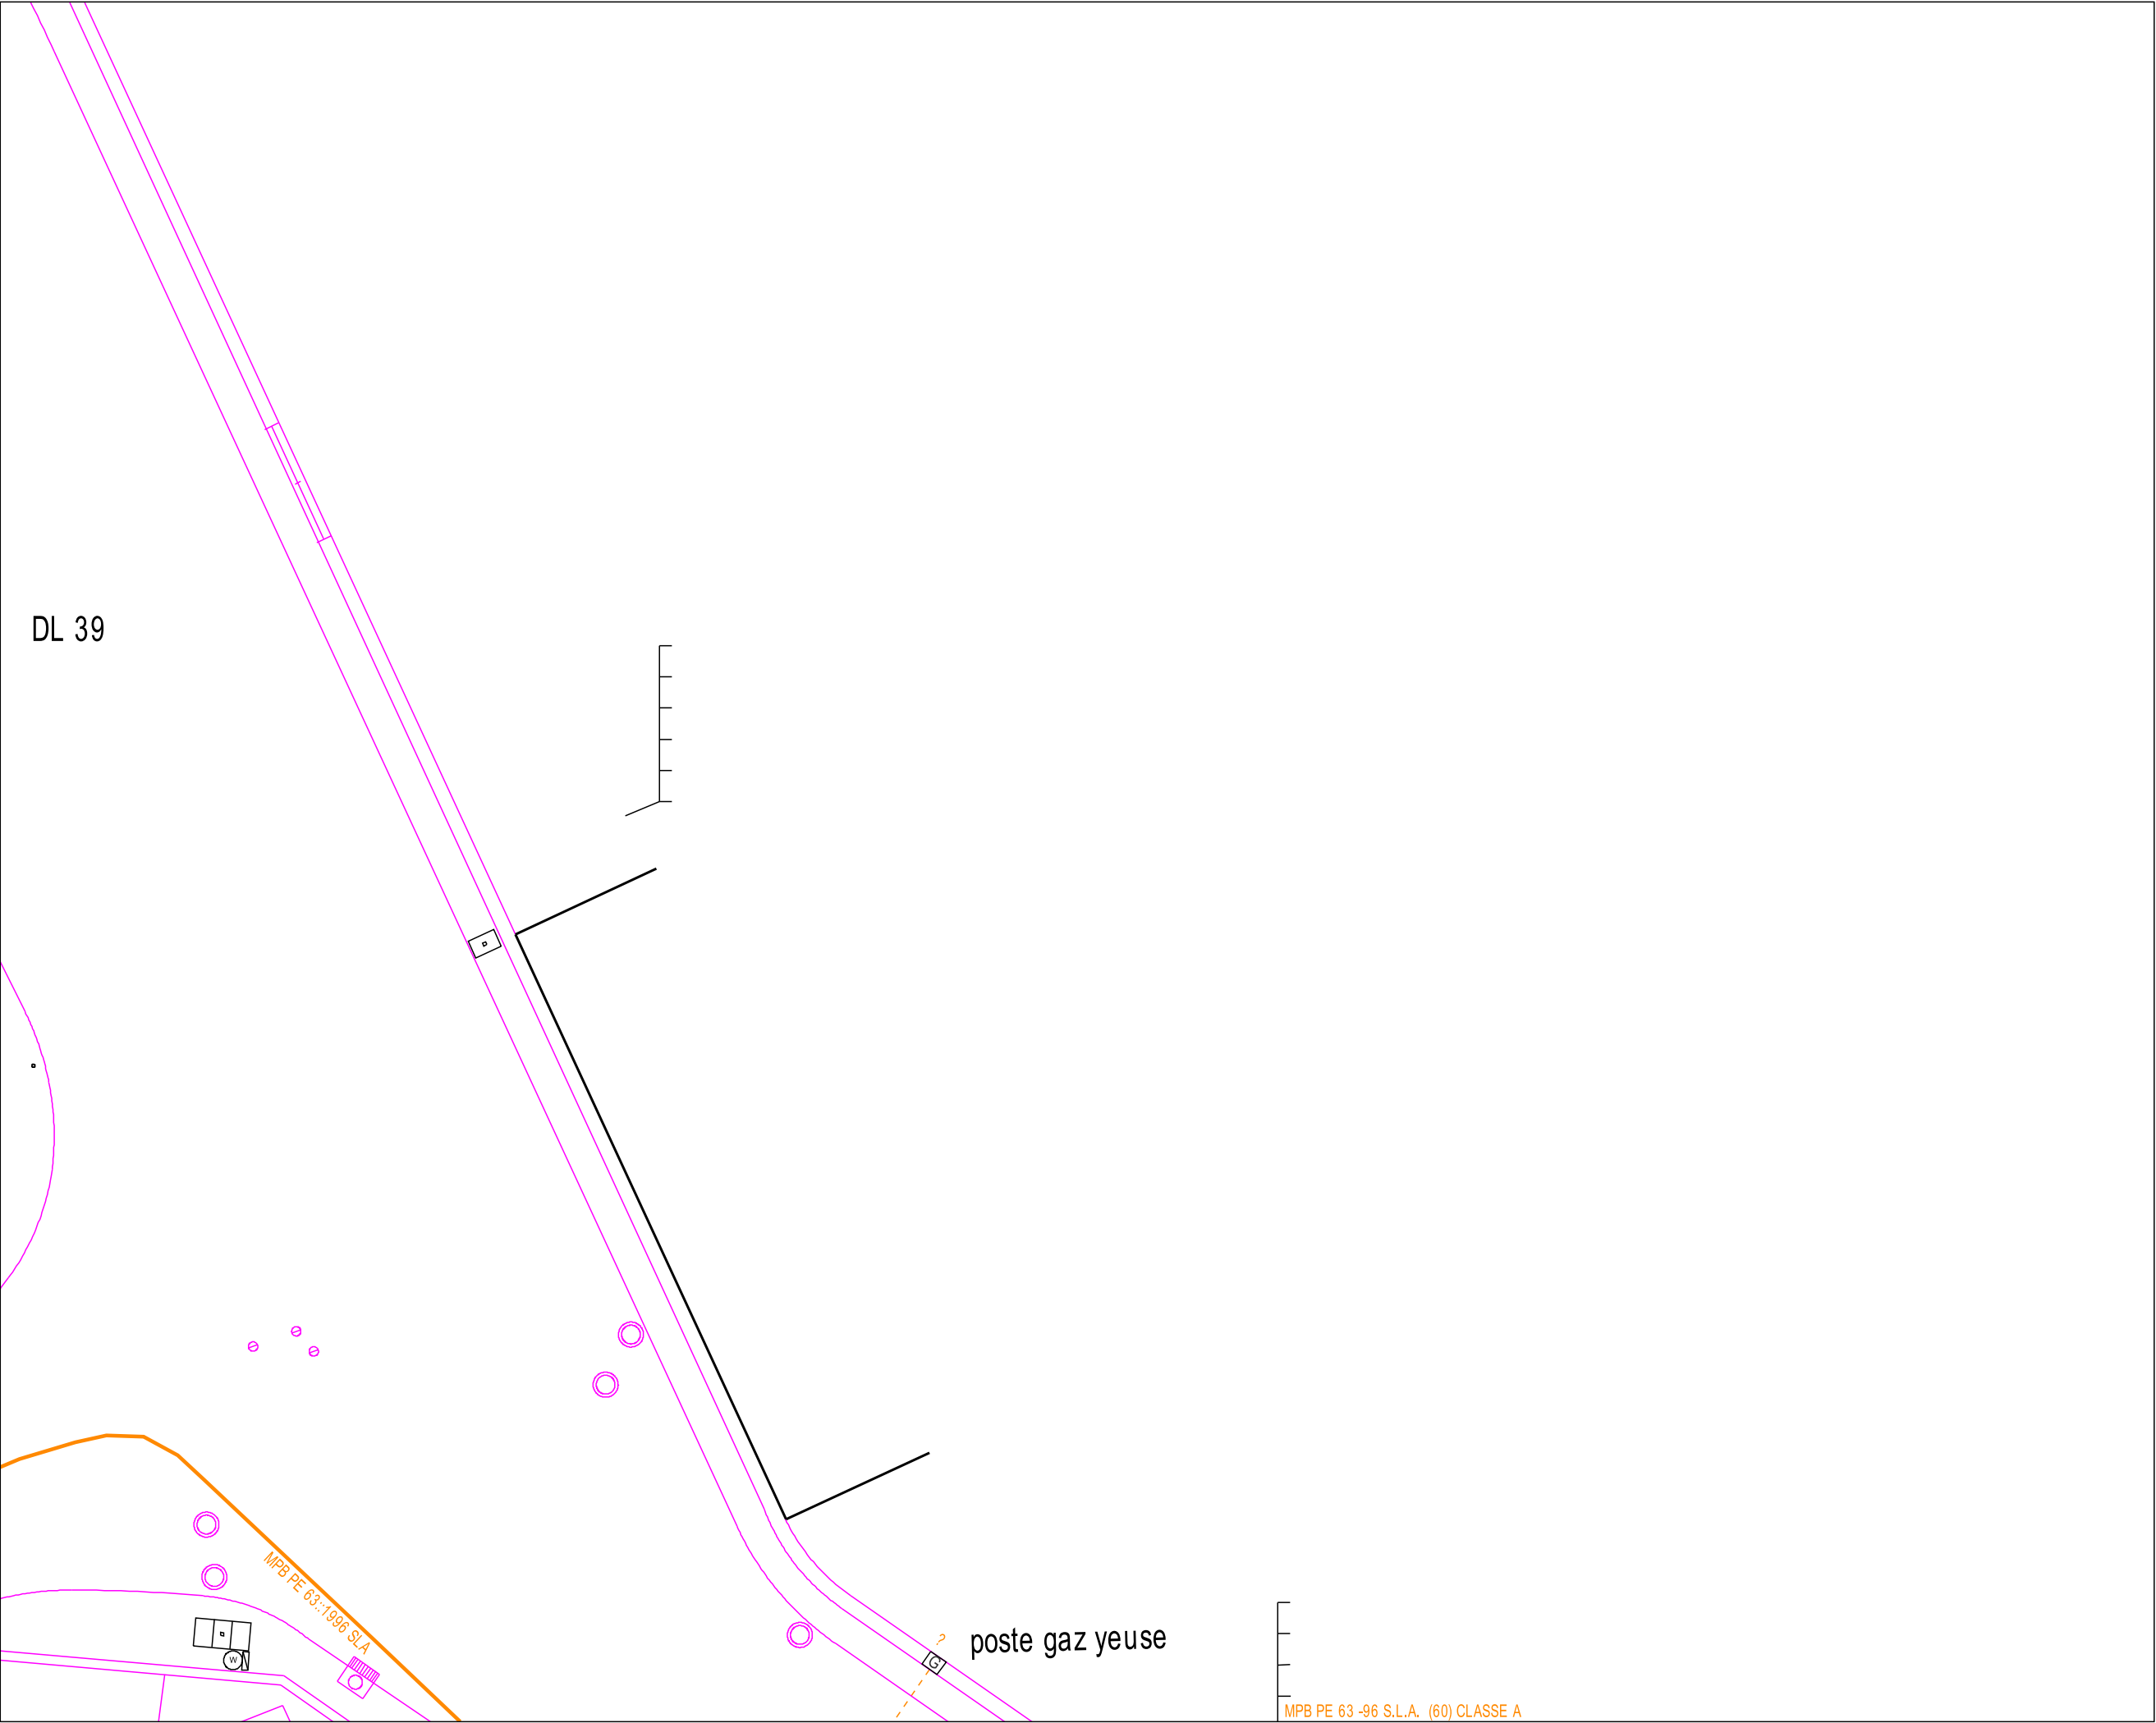 DL 39
MPB PE 63::1996 SLA
W
?
poste gaz yeuse
G
MPB PE 63 -96 S.L.A. (60) CLASSE A